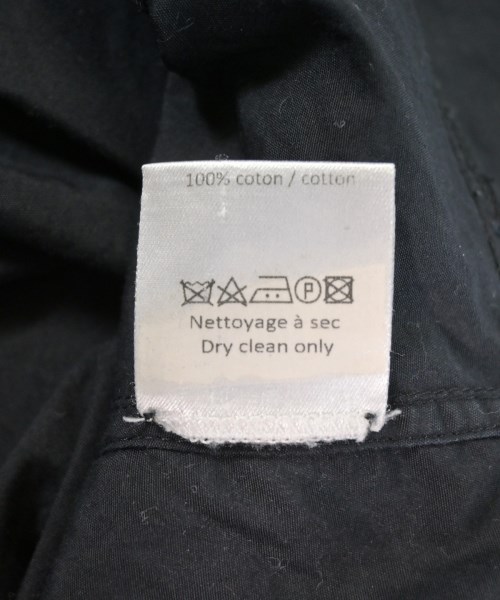 100% coton / cotton
P
Nettoyage à sec
Dry clean only